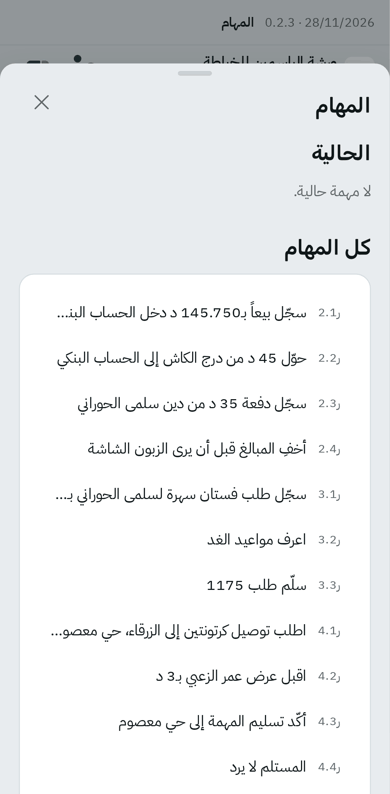 المهام 0.2.3 · 28/11/2026
ورشة الياسمين للخياطة
المهام
الحالية
لا مهمة حالية.
كل المهام
ر2.1 سجّل بيعاً بـ145.750 د دخل الحساب البنـ...
ر2.2 حوّل 45 د من درج الكاش إلى الحساب البنكي
ر2.3 سجّل دفعة 35 د من دين سلمى الحوراني
ر2.4 أخفِ المبالغ قبل أن يرى الزبون الشاشة
ر3.1 سجّل طلب فستان سهرة لسلمى الحوراني بـ...
ر3.2 اعرف مواعيد الغد
ر3.3 سلّم طلب 1175
ر4.1 اطلب توصيل كرتونتين إلى الزرقاء، حي معصو...
ر4.2 اقبل عرض عمر الزعبي بـ3 د
ر4.3 أكّد تسليم المهمة إلى حي معصوم
ر4.4 المستلم لا يرد